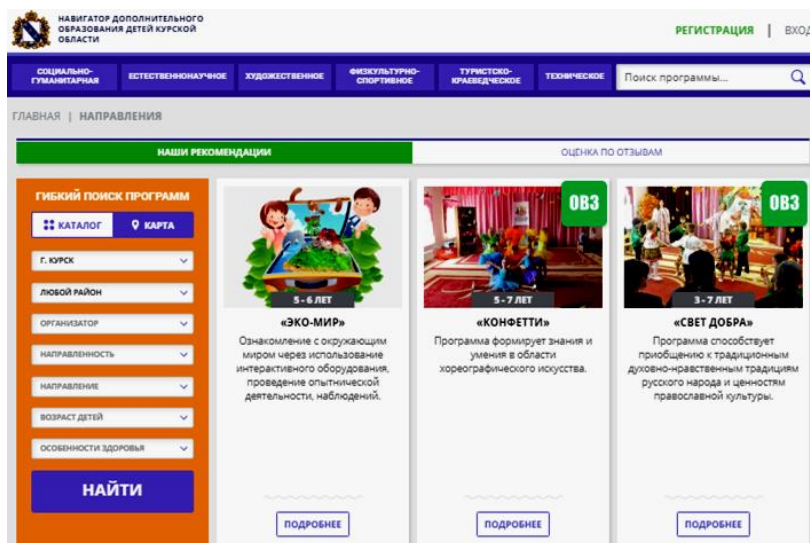 НАВИГАТОР ДОПОЛНИТЕЛЬНОГО
ОБРАЗОВАНИЯ ДЕТЕЙ КУРСКОЙ
ОБЛАСТИ
РЕГИСТРАЦИЯ | ВХОД
СОЦИАЛЬНО-
ГУМАНИТАРНАЯ
ЕСТЕСТВЕННОНАУЧНОЕ
ХУДОЖЕСТВЕННОЕ
ФИЗКУЛЬТУРНО-
СПОРТИВНОЕ
ТУРИСТСКО-
КРАЕВЕДЧЕСКОЕ
ТЕХНИЧЕСКОЕ
Поиск программы...
ГЛАВНАЯ | НАПРАВЛЕНИЯ
НАШИ РЕКОМЕНДАЦИИ
ОЦЕНКА ПО ОТЗЫВАМ
ГИБКИЙ ПОИСК ПРОГРАММ
КАТАЛОГ
КАРТА
Г. КУРСК
ЛЮБОЙ РАЙОН
ОРГАНИЗАТОР
НАПРАВЛЕННОСТЬ
НАПРАВЛЕНИЕ
ВОЗРАСТ ДЕТЕЙ
ОСОБЕННОСТИ ЗДОРОВЬЯ
НАЙТИ
5 - 6 ЛЕТ
«ЭКО-МИР»
Ознакомление с окружающим
миром через использование
интерактивного оборудования,
проведение опытнической
деятельности, наблюдений.
ПОДРОБНЕЕ
ОВЗ
5 - 7 ЛЕТ
«КОНФЕТТИ»
Программа формирует знания и
умения в области
хореографического искусства.
ПОДРОБНЕЕ
ОВЗ
3 - 7 ЛЕТ
«СВЕТ ДОБРА»
Программа способствует
приобщению к традиционным
духовно-нравственным традициям
русского народа и ценностям
православной культуры.
ПОДРОБНЕЕ